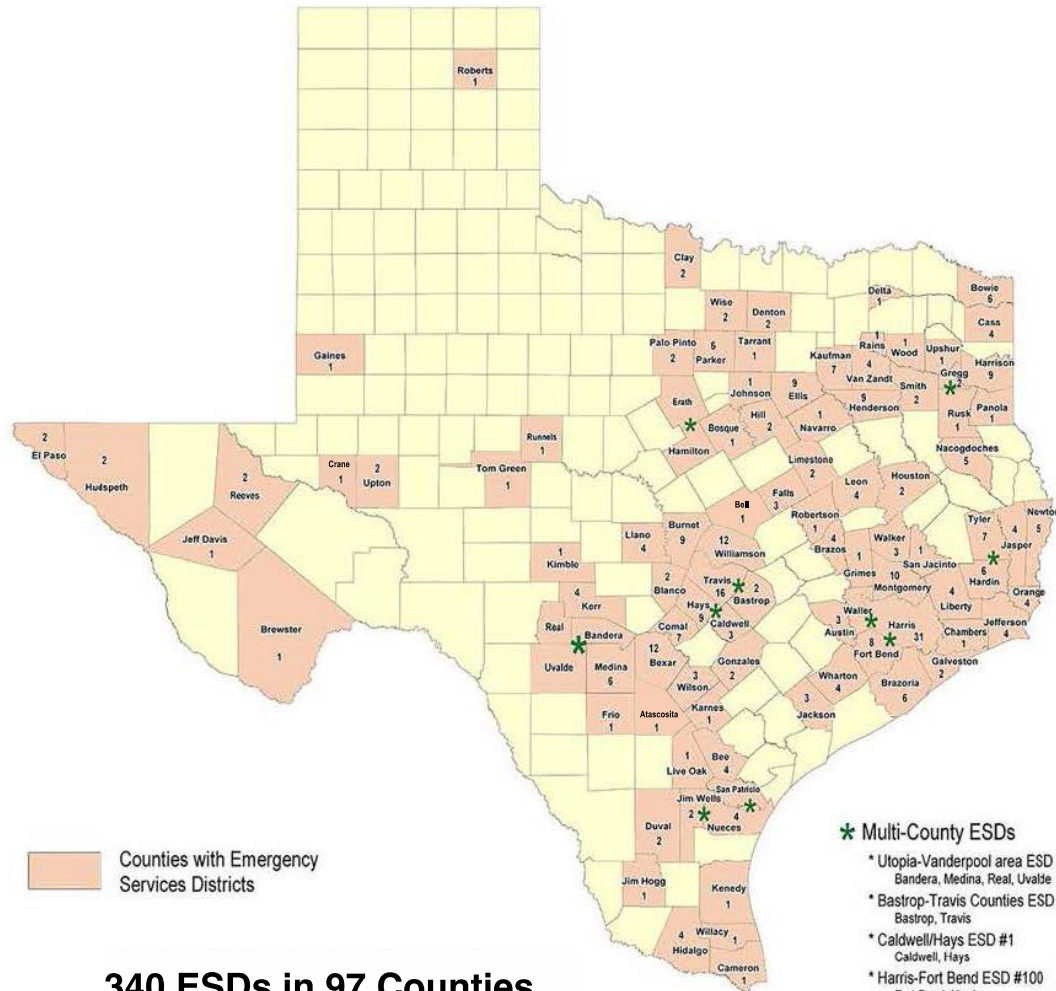 Roberts
1
Clay
2
Bowie
6
Delta
1
Wise
2
Denton
2
Cass
4
Gaines
1
Palo Pinto
2
6
Parker
Tarrant
1
Kaufman
7
1
Rains
4
Van Zandt
1
Wood
Upshur
1
Gregg
2
*
Harrison
9
Smith
2
1
Johnson
9
Ellis
9
Henderson
Rusk
1
Panola
1
Erath
*
Hamilton
Bosque
1
Hill
2
1
Navarro
Nacogdoches
5
2
El Paso
2
Hudspeth
2
Reeves
Crane
1
2
Upton
Runnels
1
Tom Green
1
Limestone
2
Leon
4
Houston
2
Jeff Davis
1
Brewster
1
Bell
1
Falls
3
Robertson
1
4
Brazos
Tyler
7
4
Jasper
Newton
5
Llano
4
Burnet
9
12
Williamson
1
Grimes
Walker
3
1
San Jacinto
*
6
Hardin
1
Kimble
2
Blanco
Travis
16
*
2
Bastrop
10
Montgomery
4
Liberty
Orange
4
4
Kerr
Hays
9
*
Caldwell
3
Comal
7
3
Austin
Waller
*
Harris
31
8
*
Fort Bend
Chambers
1
Jefferson
4
Real
Bandera
*
Uvalde
Medina
6
12
Bexar
Gonzales
2
Galveston
2
3
Wilson
Wharton
4
Brazoria
6
Frio
1
Atascosita
1
Karnes
1
3
Jackson
1
Live Oak
Bee
4
San Patricio
*
Jim Wells
2
*
4
Nueces
Duval
2
Jim Hogg
1
Kenedy
1
4
Hidalgo
Willacy
1
Cameron
1
Counties with Emergency
Services Districts
340 ESDs in 97 Counties
* Multi-County ESDs
* Utopia-Vanderpool area ESD
Bandera, Medina, Real, Uvalde
* Bastrop-Travis Counties ESD
Bastrop, Travis
* Caldwell/Hays ESD #1
Caldwell, Hays
* Harris-Fort Bend ESD #100